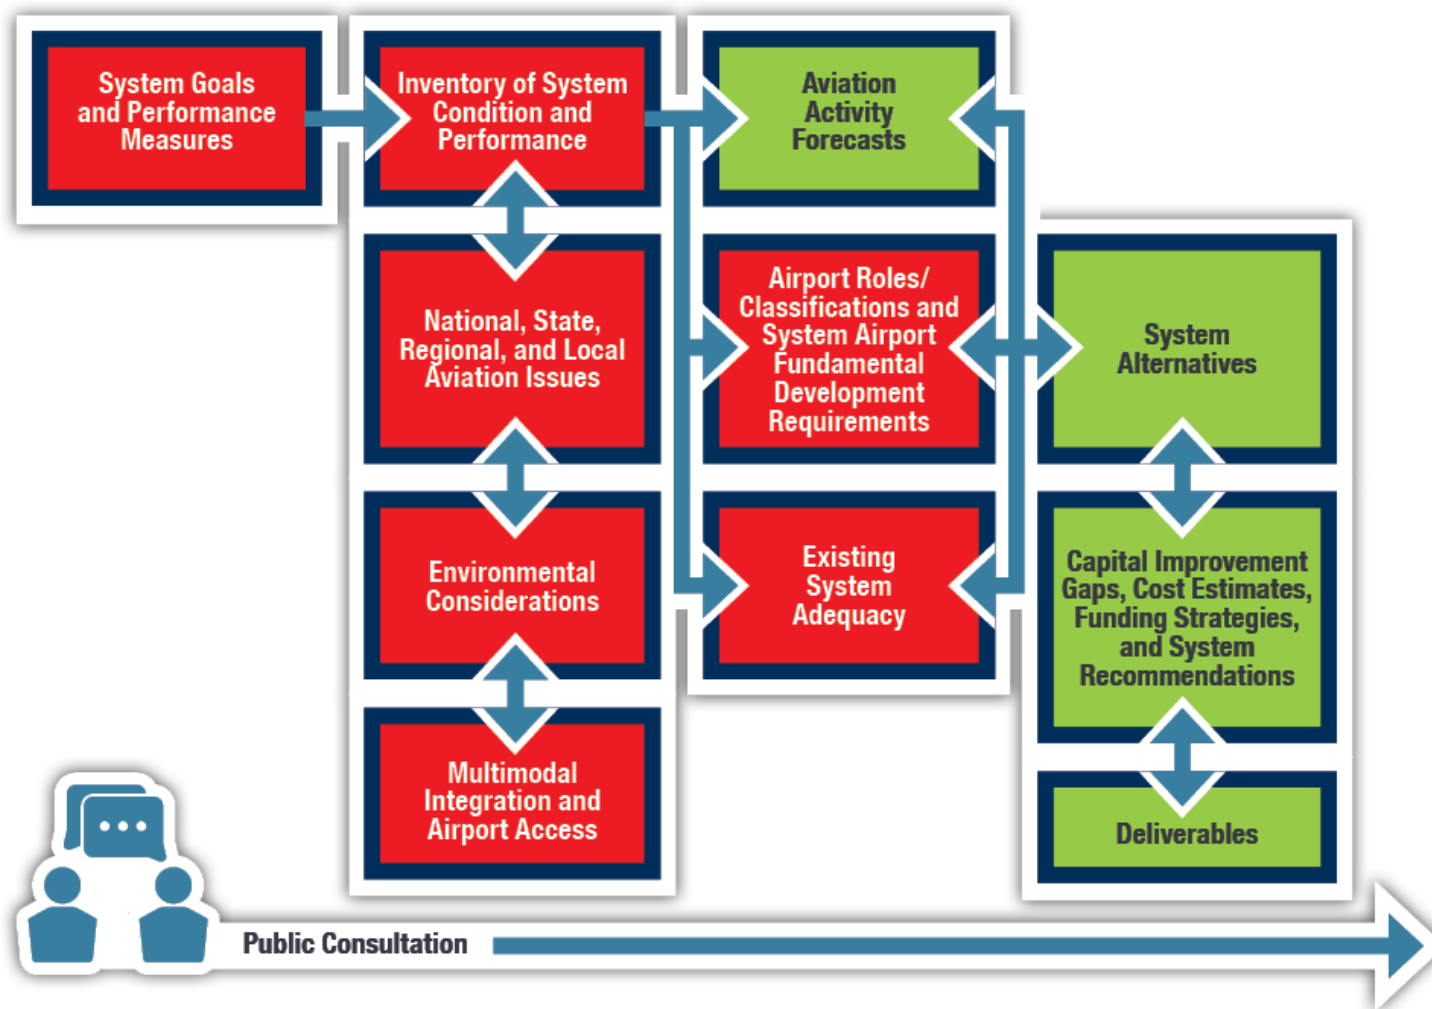 System Goals
and Performance
Measures
Inventory of System
Condition and
Performance
National, State,
Regional, and Local
Aviation Issues
Environmental
Considerations
Multimodal
Integration and
Airport Access
Aviation
Activity
Forecasts
Airport Roles/
Classifications and
System Airport
Fundamental
Development
Requirements
Existing
System
Adequacy
System
Alternatives
Capital Improvement
Gaps, Cost Estimates,
Funding Strategies,
and System
Recommendations
Deliverables
Public Consultation